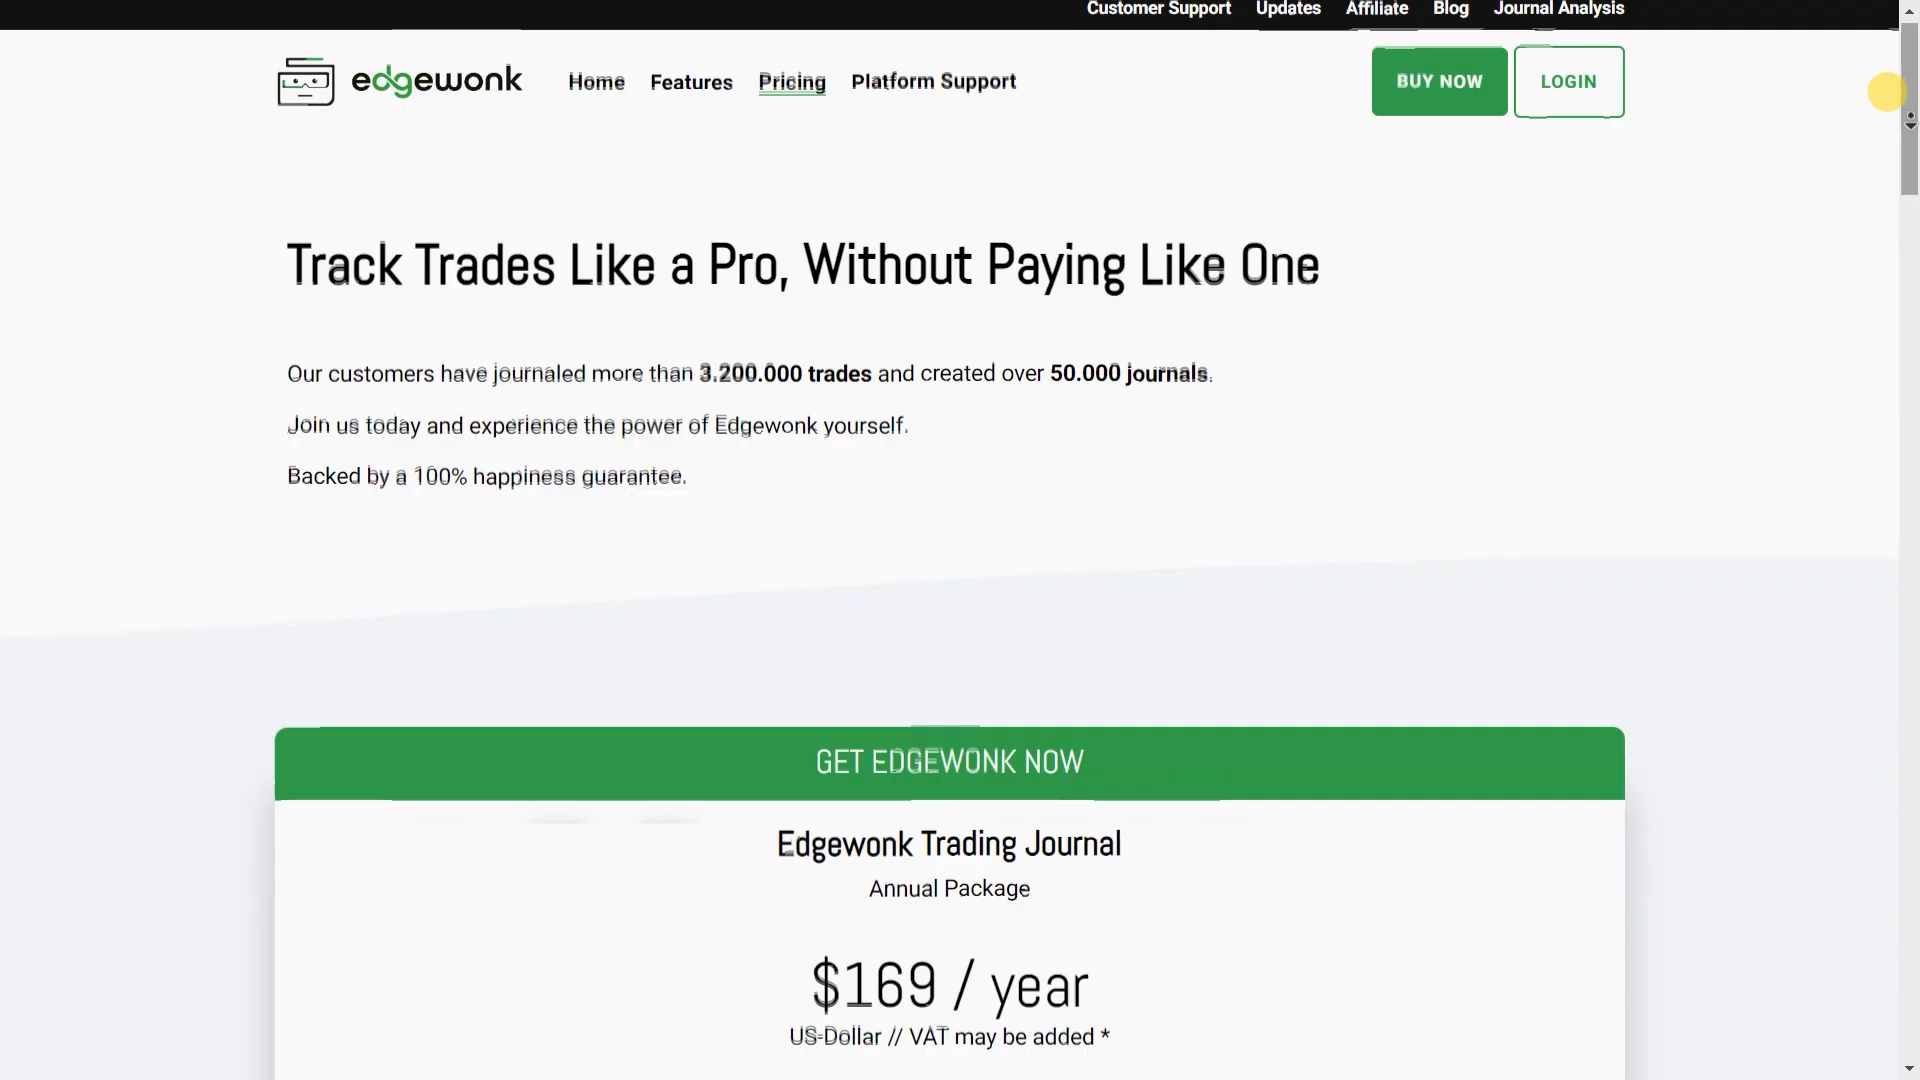 Customer Support Updates Affiliate Blog Journal Analysis
edgewonk Home Features Pricing Platform Support BUY NOW LOGIN
Track Trades Like a Pro, Without Paying Like One
Our customers have journaled more than 3.200.000 trades and created over 50.000 journals.
Join us today and experience the power of Edgewonk yourself.
Backed by a 100% happiness guarantee.
GET EDGEWONK NOW
Edgewonk Trading Journal
Annual Package
$169 / year
US-Dollar // VAT may be added *